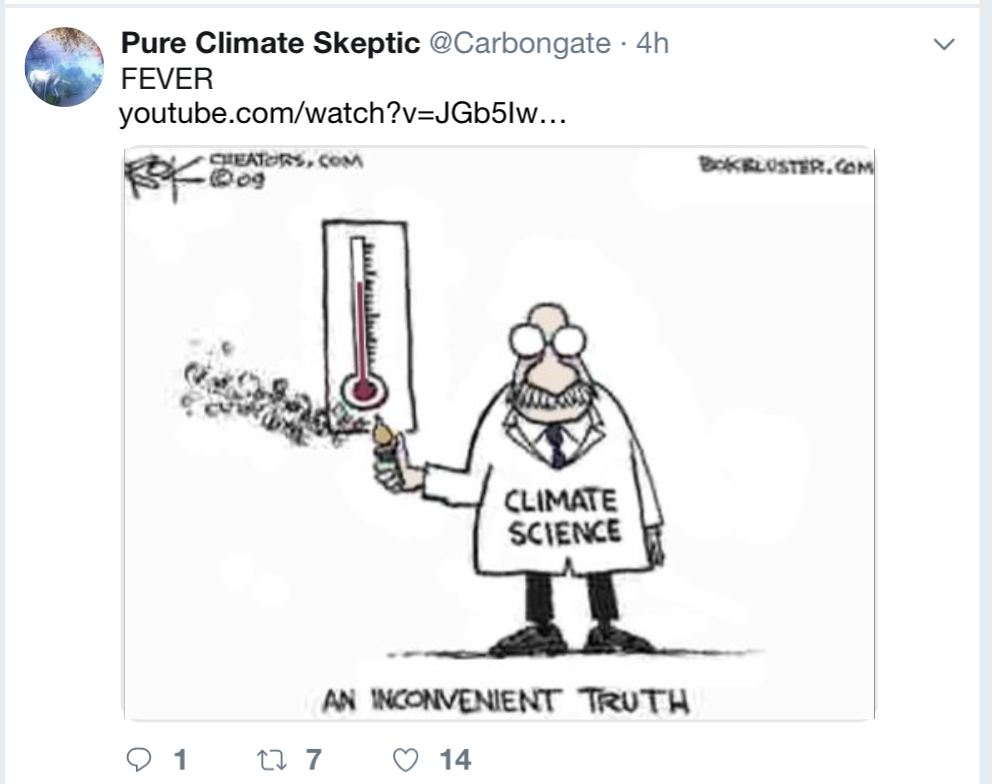 Pure Climate Skeptic @Carbongate · 4h
FEVER
youtube.com/watch?v=JGb5Iw...
BOK CREATORS.COM
©09
BOKBLUSTER.COM
CLIMATE
SCIENCE
AN INCONVENIENT TRUTH
1 7 14